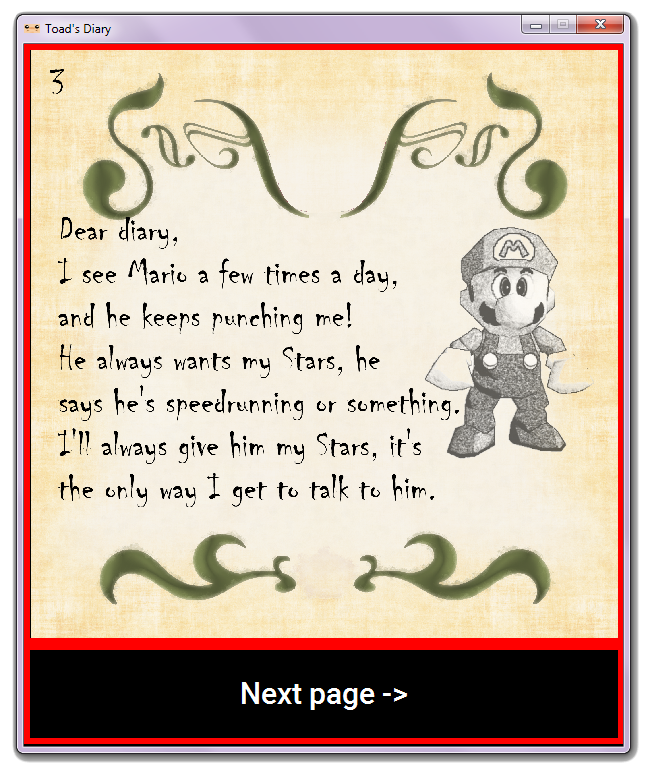 Toad's Diary
3
Dear diary,
I see Mario a few times a day,
and he keeps punching me!
He always wants my Stars, he
says he's speedrunning or something.
I'll always give him my Stars, it's
the only way I get to talk to him.
M
Next page ->